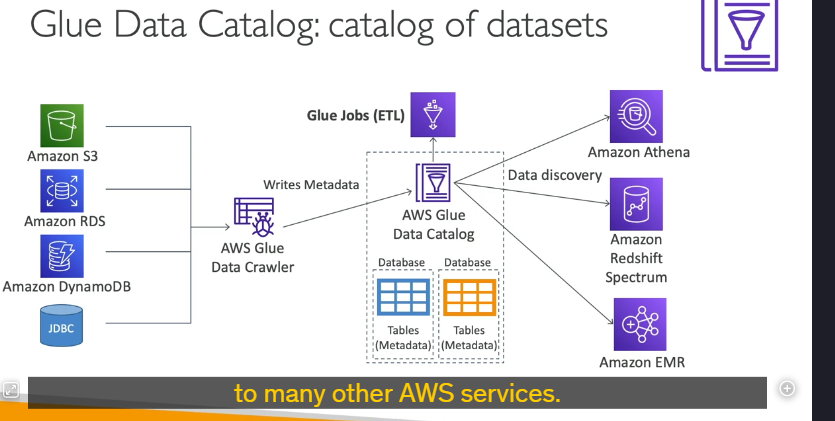 Glue Data Catalog: catalog of datasets
Glue Jobs (ETL)
Amazon S3
Amazon RDS
Amazon DynamoDB
JDBC
AWS Glue
Data Crawler
Writes Metadata
AWS Glue
Data Catalog
Database
Tables
(Metadata)
Database
Tables
(Metadata)
Data discovery
Amazon Athena
Amazon
Redshift
Spectrum
Amazon EMR
to many other AWS services.